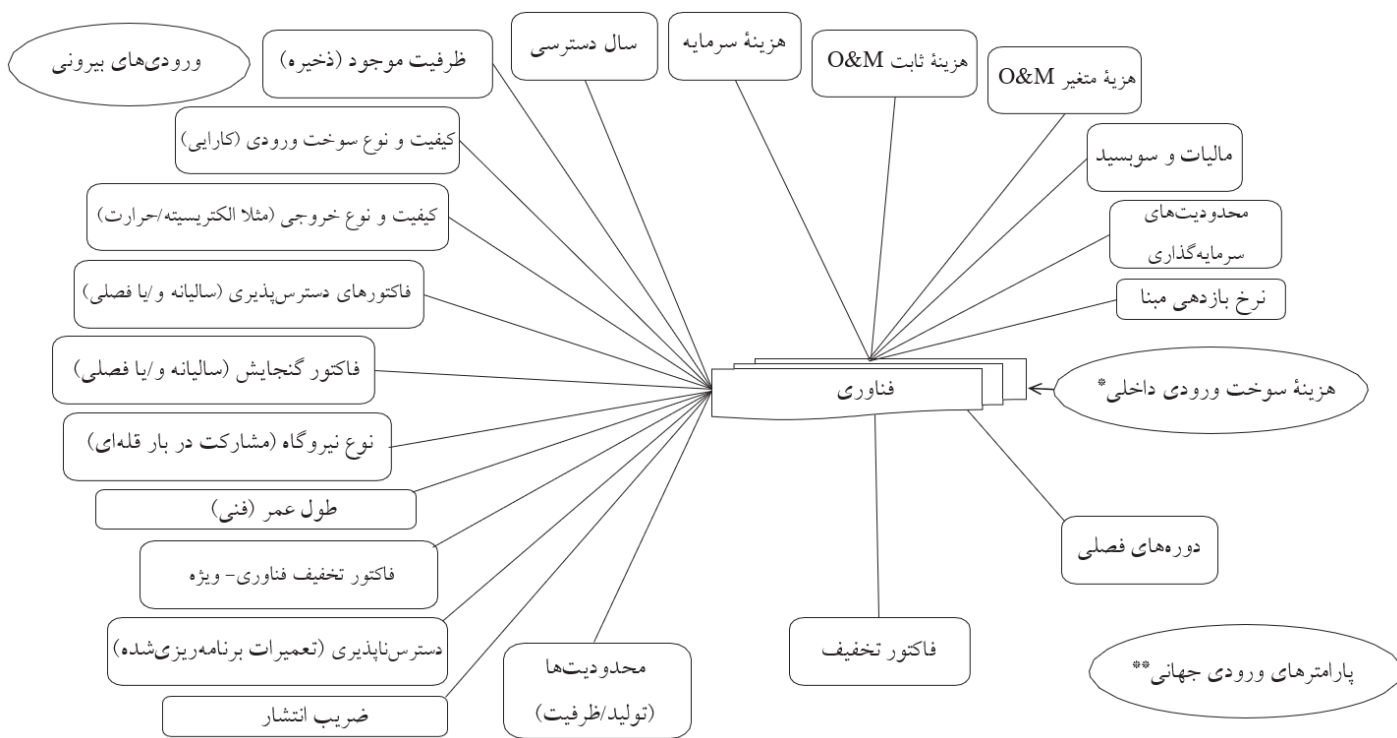 ورودی‌های بیرونی
ظرفیت موجود (ذخیره)
سال دسترسی
هزینهٔ سرمایه
هزینهٔ ثابت O&M
هزیهٔ متغیر O&M
کیفیت و نوع سوخت ورودی (کارایی)
مالیات و سوبسید
کیفیت و نوع خروجی (مثلا الکتریسیته/حرارت)
محدودیت‌های
سرمایه‌گذاری
فاکتورهای دسترس‌پذیری (سالیانه و/یا فصلی)
نرخ بازدهی مبنا
فاکتور گنجایش (سالیانه و/یا فصلی)
فناوری
هزینهٔ سوخت ورودی داخلی*
نوع نیروگاه (مشارکت در بار قله‌ای)
طول عمر (فنی)
دوره‌های فصلی
فاکتور تخفیف فناوری- ویژه
دسترس‌ناپذیری (تعمیرات برنامه‌ریزی‌شده)
محدودیت‌ها
(تولید/ظرفیت)
فاکتور تخفیف
پارامترهای ورودی جهانی**
ضریب انتشار